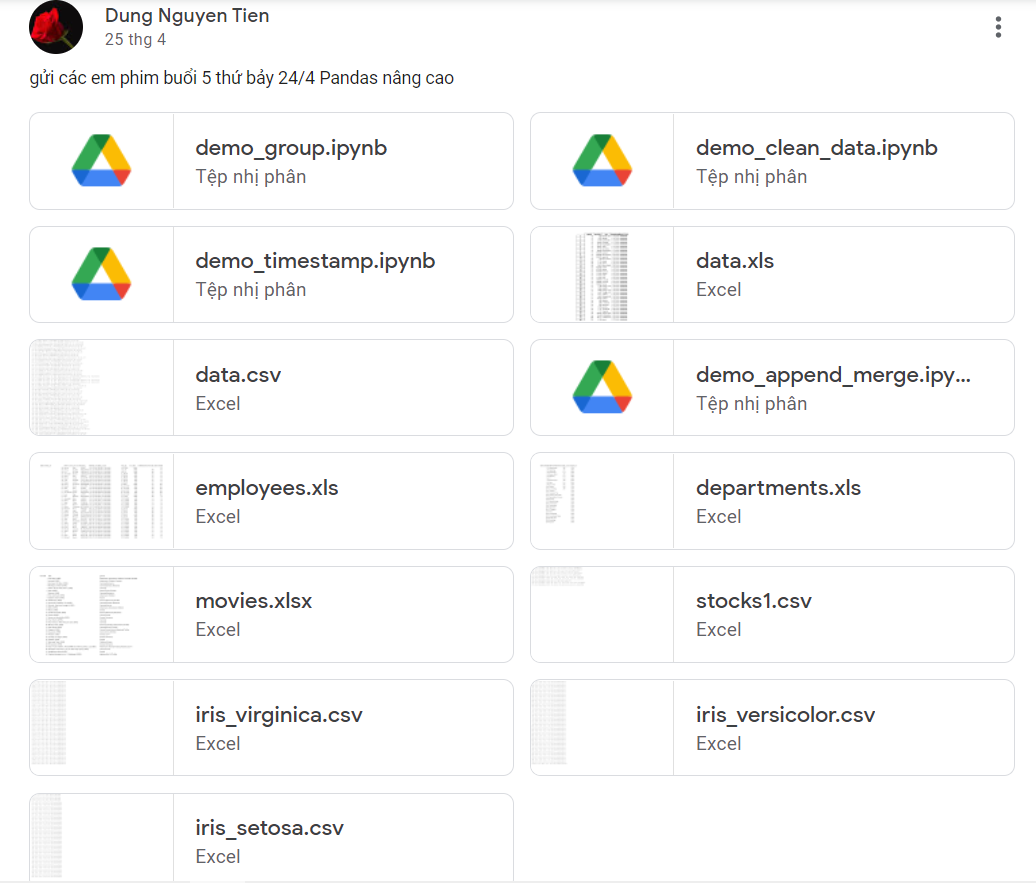 Dung Nguyen Tien
25 thg 4
gửi các em phim buổi 5 thứ bảy 24/4 Pandas nâng cao
demo_group.ipynb
Tệp nhị phân
demo_clean_data.ipynb
Tệp nhị phân
demo_timestamp.ipynb
Tệp nhị phân
data.xls
Excel
data.csv
Excel
demo_append_merge.ipy...
Tệp nhị phân
employees.xls
Excel
departments.xls
Excel
movies.xlsx
Excel
stocks1.csv
Excel
iris_virginica.csv
Excel
iris_versicolor.csv
Excel
iris_setosa.csv
Excel